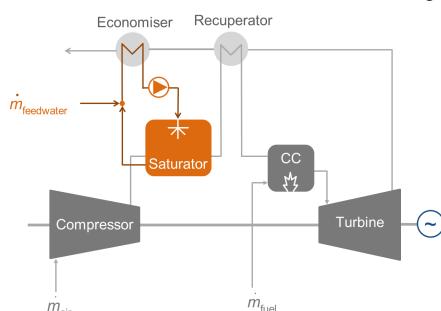 Economiser
Recuperator
ṁfeedwater
Saturator
CC
Compressor
Turbine
~
ṁfuel